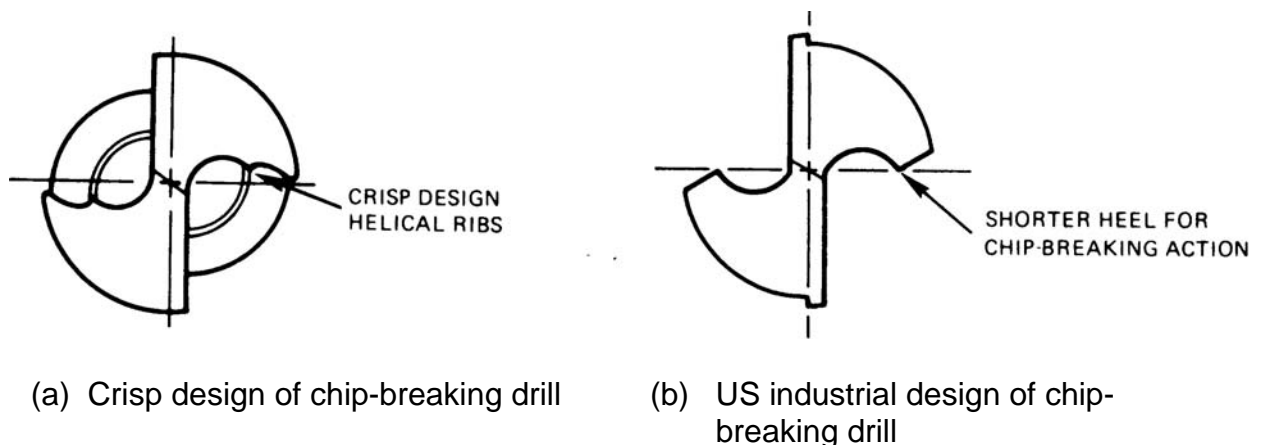 CRISP DESIGN
HELICAL RIBS
SHORTER HEEL FOR
CHIP-BREAKING ACTION
(a) Crisp design of chip-breaking drill
(b) US industrial design of chip-
breaking drill